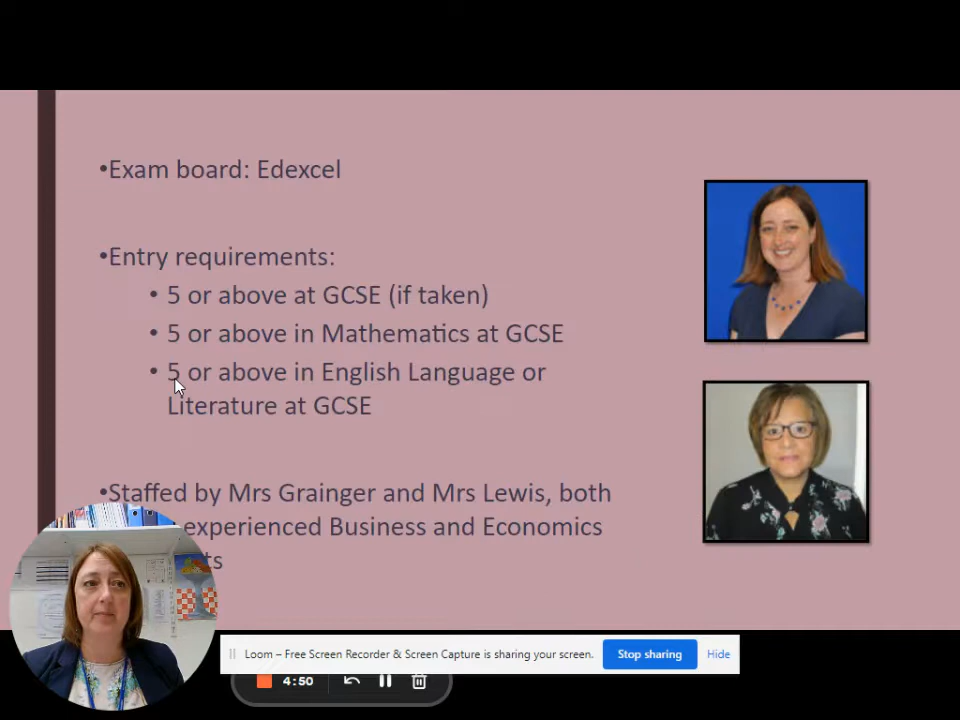 •Exam board: Edexcel
•Entry requirements:
• 5 or above at GCSE (if taken)
• 5 or above in Mathematics at GCSE
• 5 or above in English Language or
Literature at GCSE
•Staffed by Mrs Grainger and Mrs Lewis, both
experienced Business and Economics
ts
Loom – Free Screen Recorder & Screen Capture is sharing your screen.
Stop sharing
Hide
4:50